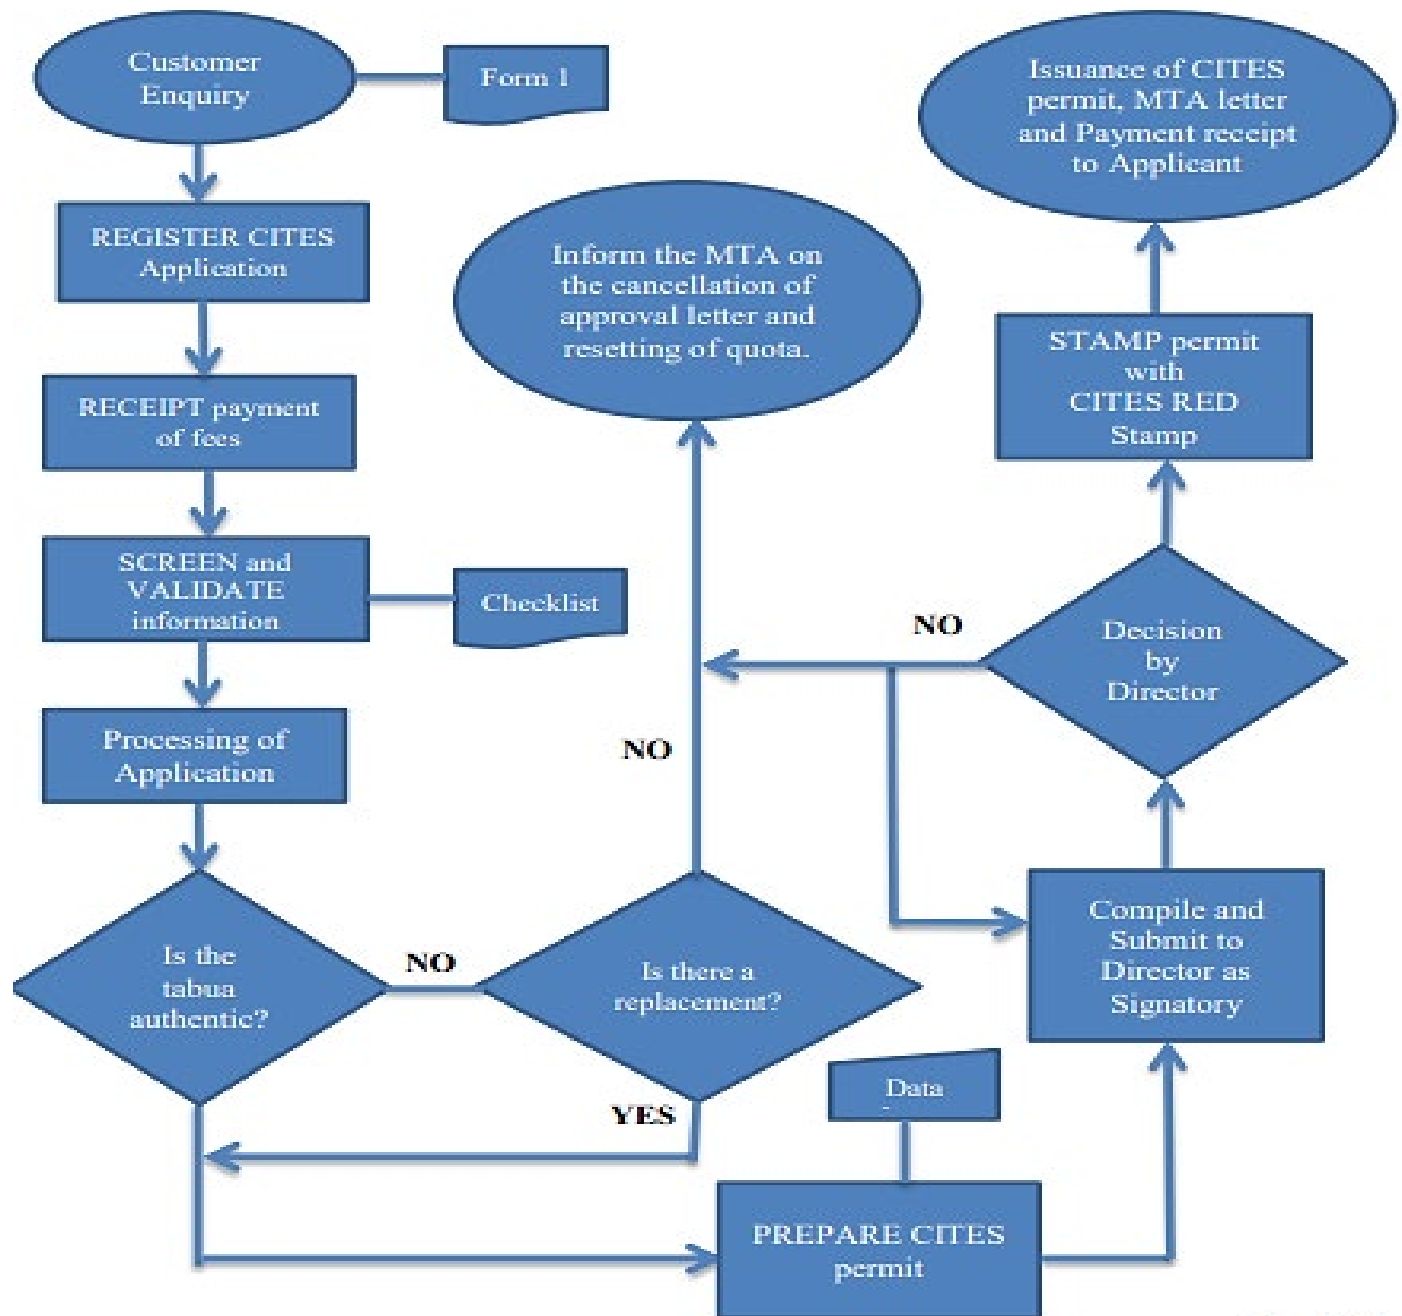 Customer
Enquiry
Form 1
REGISTER CITES
Application
RECEIPT payment
of fees
SCREEN and
VALIDATE
information
Checklist
Processing of
Application
Is the
tabua
authentic?
NO
Is there a
replacement?
YES
NO
Inform the MTA on
the cancellation of
approval letter and
resetting of quota.
Data
PREPARE CITES
permit
Compile and
Submit to
Director as
Signatory
Decision
by
Director
NO
STAMP permit
with
CITES RED
Stamp
Issuance of CITES
permit, MTA letter
and Payment receipt
to Applicant